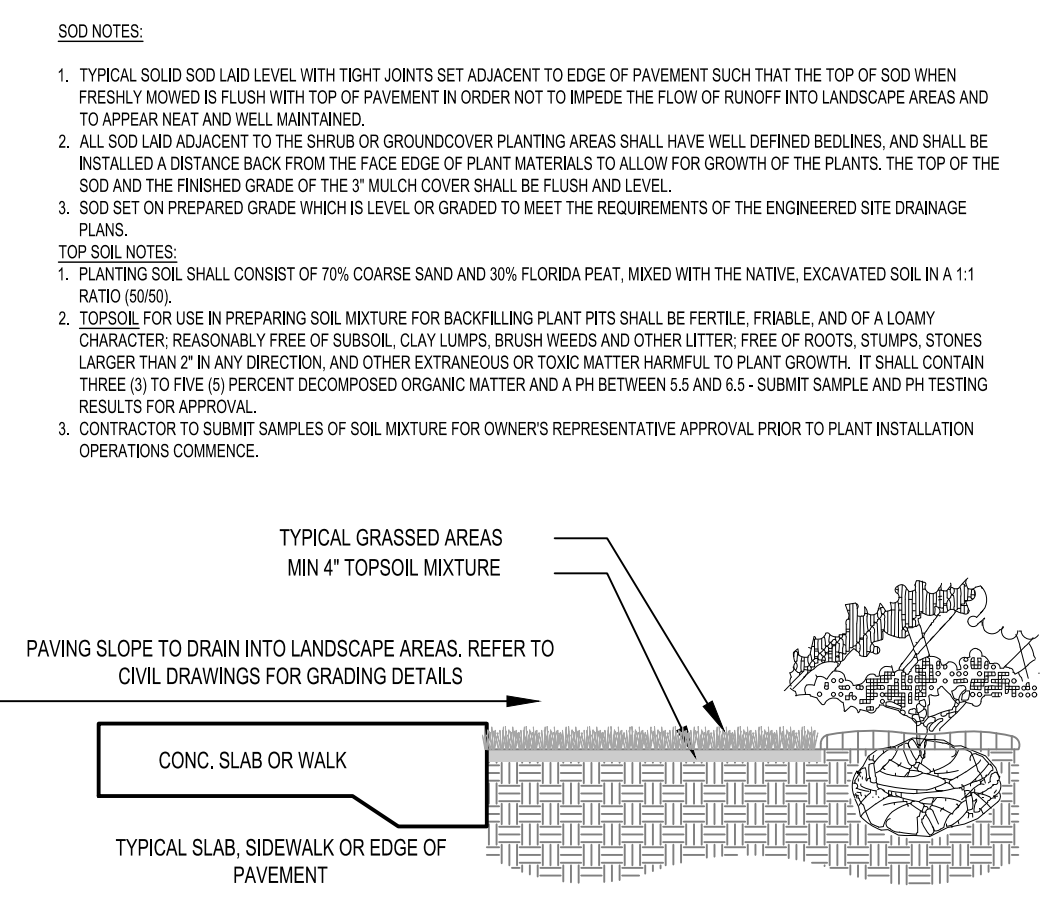 SOD NOTES:
1. TYPICAL SOLID SOD LAID LEVEL WITH TIGHT JOINTS SET ADJACENT TO EDGE OF PAVEMENT SUCH THAT THE TOP OF SOD WHEN
FRESHLY MOWED IS FLUSH WITH TOP OF PAVEMENT IN ORDER NOT TO IMPEDE THE FLOW OF RUNOFF INTO LANDSCAPE AREAS AND
TO APPEAR NEAT AND WELL MAINTAINED.
2. ALL SOD LAID ADJACENT TO THE SHRUB OR GROUNDCOVER PLANTING AREAS SHALL HAVE WELL DEFINED BEDLINES, AND SHALL BE
INSTALLED A DISTANCE BACK FROM THE FACE EDGE OF PLANT MATERIALS TO ALLOW FOR GROWTH OF THE PLANTS. THE TOP OF THE
SOD AND THE FINISHED GRADE OF THE 3" MULCH COVER SHALL BE FLUSH AND LEVEL.
3. SOD SET ON PREPARED GRADE WHICH IS LEVEL OR GRADED TO MEET THE REQUIREMENTS OF THE ENGINEERED SITE DRAINAGE
PLANS.
TOP SOIL NOTES:
1. PLANTING SOIL SHALL CONSIST OF 70% COARSE SAND AND 30% FLORIDA PEAT, MIXED WITH THE NATIVE, EXCAVATED SOIL IN A 1:1
RATIO (50/50).
2. TOPSOIL FOR USE IN PREPARING SOIL MIXTURE FOR BACKFILLING PLANT PITS SHALL BE FERTILE, FRIABLE, AND OF A LOAMY
CHARACTER; REASONABLY FREE OF SUBSOIL, CLAY LUMPS, BRUSH WEEDS AND OTHER LITTER; FREE OF ROOTS, STUMPS, STONES
LARGER THAN 2" IN ANY DIRECTION, AND OTHER EXTRANEOUS OR TOXIC MATTER HARMFUL TO PLANT GROWTH. IT SHALL CONTAIN
THREE (3) TO FIVE (5) PERCENT DECOMPOSED ORGANIC MATTER AND A PH BETWEEN 5.5 AND 6.5 - SUBMIT SAMPLE AND PH TESTING
RESULTS FOR APPROVAL.
3. CONTRACTOR TO SUBMIT SAMPLES OF SOIL MIXTURE FOR OWNER'S REPRESENTATIVE APPROVAL PRIOR TO PLANT INSTALLATION
OPERATIONS COMMENCE.
TYPICAL GRASSED AREAS
MIN 4" TOPSOIL MIXTURE
PAVING SLOPE TO DRAIN INTO LANDSCAPE AREAS. REFER TO
CIVIL DRAWINGS FOR GRADING DETAILS
CONC. SLAB OR WALK
TYPICAL SLAB, SIDEWALK OR EDGE OF
PAVEMENT